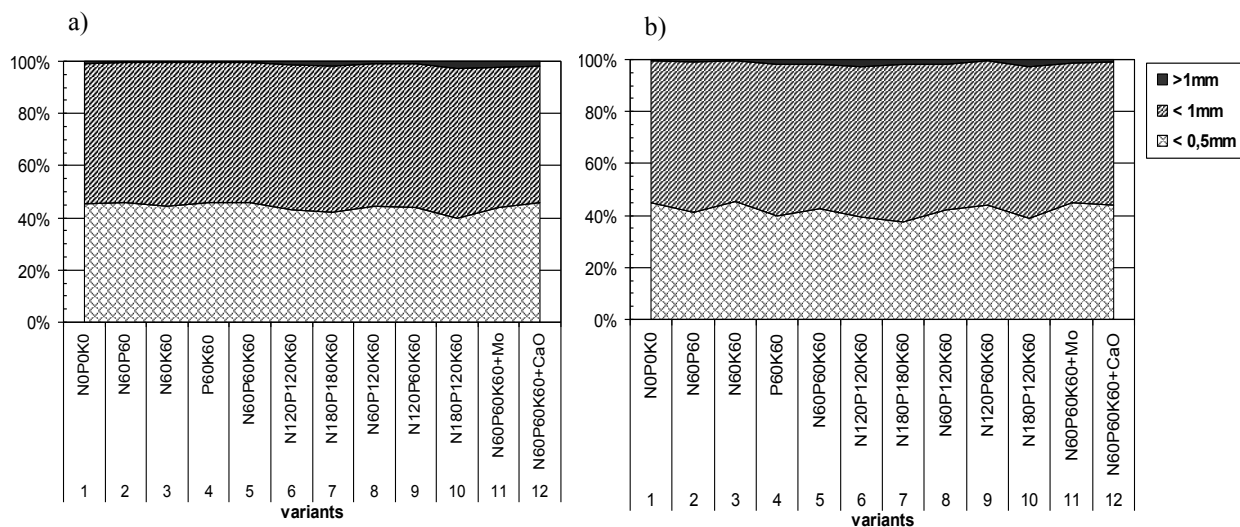 a)
100%
80%
60%
40%
20%
0%
N0P0K0
N60P60
N60K60
P60K60
N60P60K60
N120P120K60
N180P180K60
N60P120K60
N120P60K60
N180P120K60
N60P60K60+Mo
N60P60K60+CaO
1 2 3 4 5 6 7 8 9 10 11 12
variants
b)
100%
80%
60%
40%
20%
0%
N0P0K0
N60P60
N60K60
P60K60
N60P60K60
N120P120K60
N180P180K60
N60P120K60
N120P60K60
N180P120K60
N60P60K60+Mo
N60P60K60+CaO
1 2 3 4 5 6 7 8 9 10 11 12
variants
>1mm
< 1mm
< 0,5mm